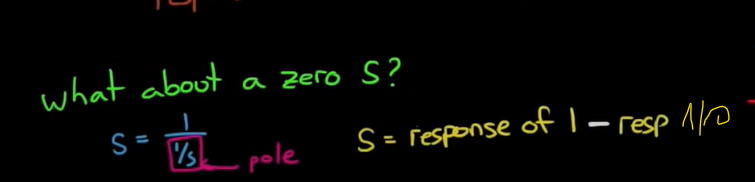 what about a zero S?
S = 1 / 1/s pole
S = response of 1 - resp 1/s